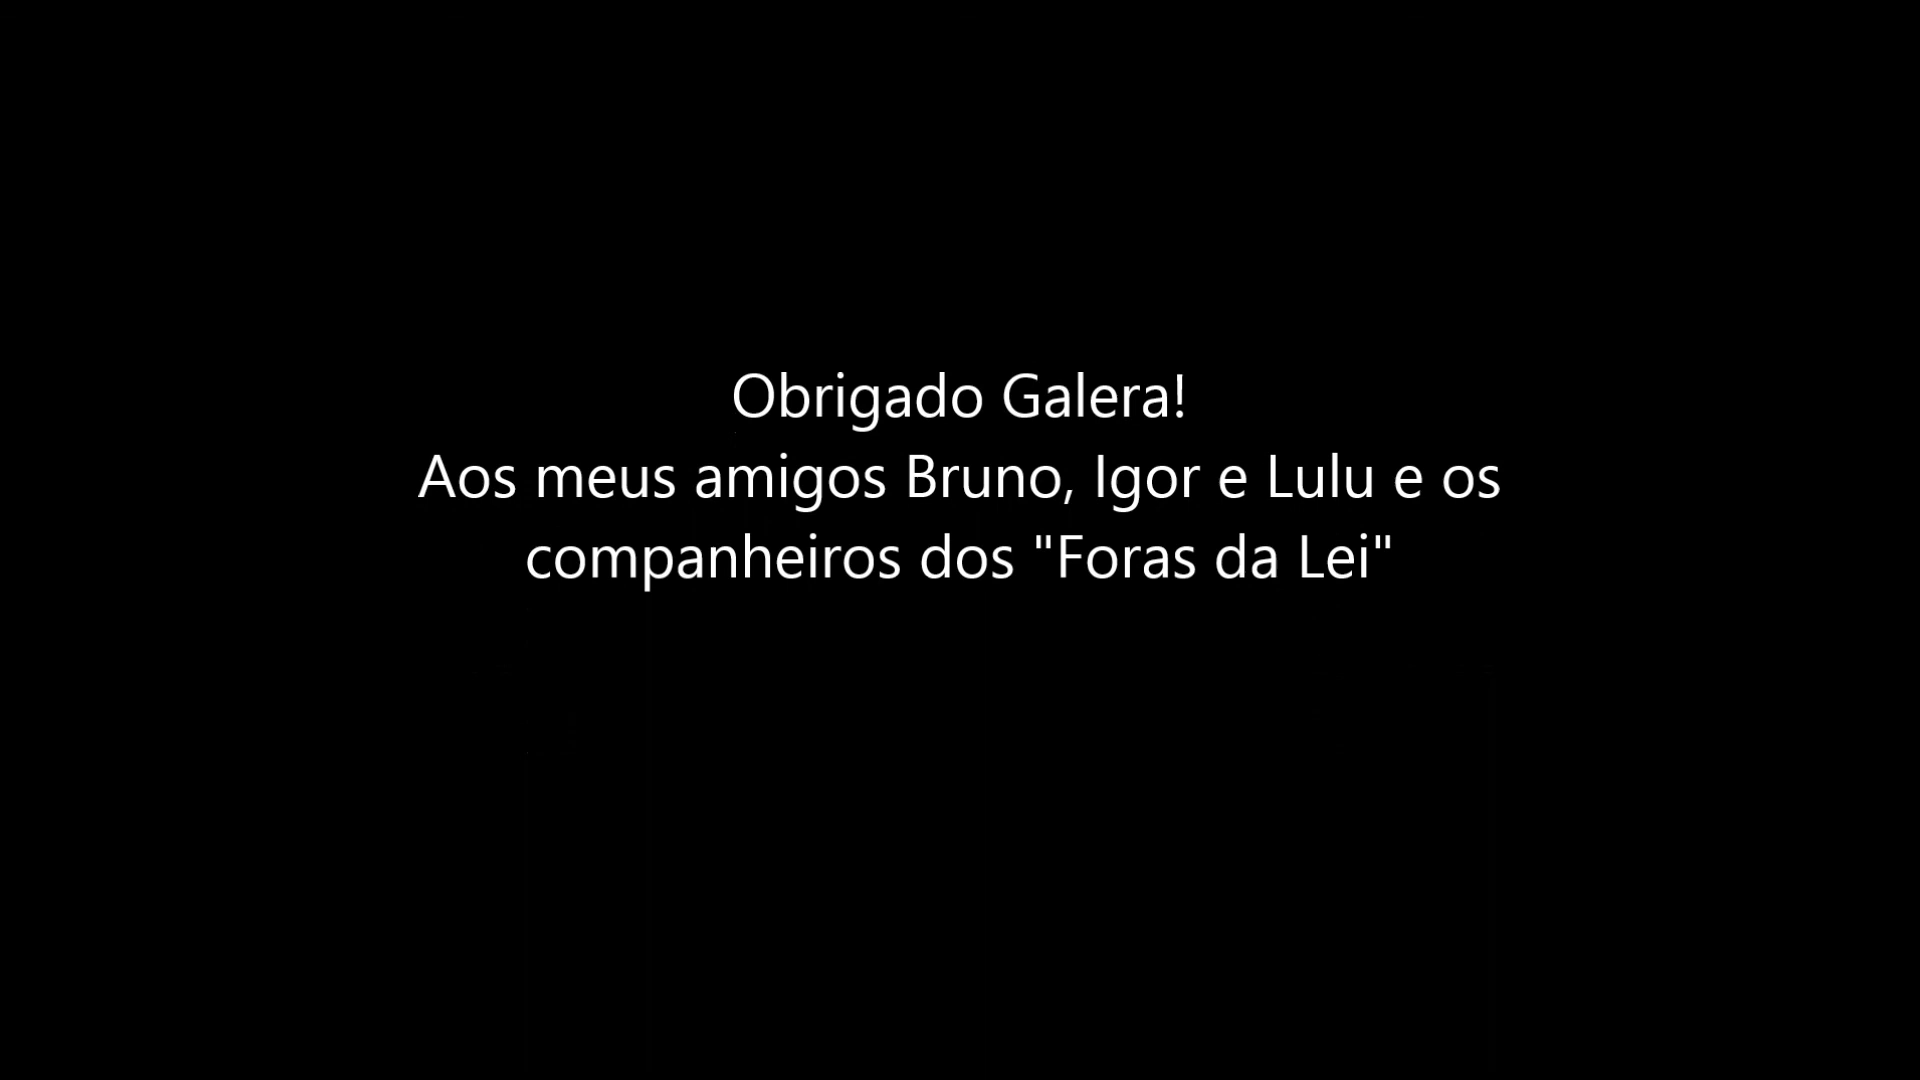 Obrigado Galera!
Aos meus amigos Bruno, Igor e Lulu e os
companheiros dos "Foras da Lei"